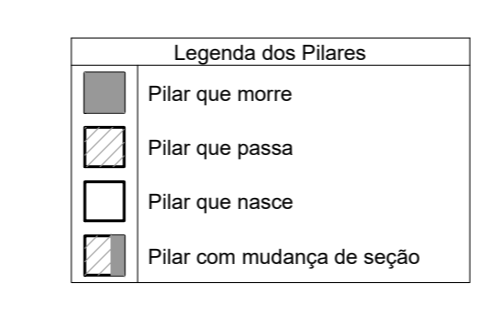 Legenda dos Pilares
Pilar que morre
Pilar que passa
Pilar que nasce
Pilar com mudança de seção